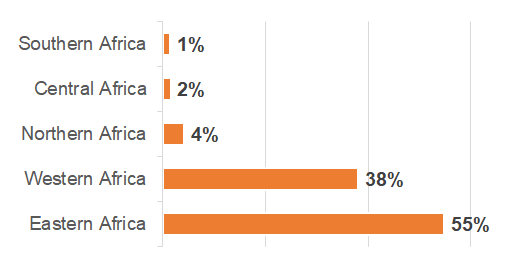 Southern Africa 1%
Central Africa 2%
Northern Africa 4%
Western Africa 38%
Eastern Africa 55%